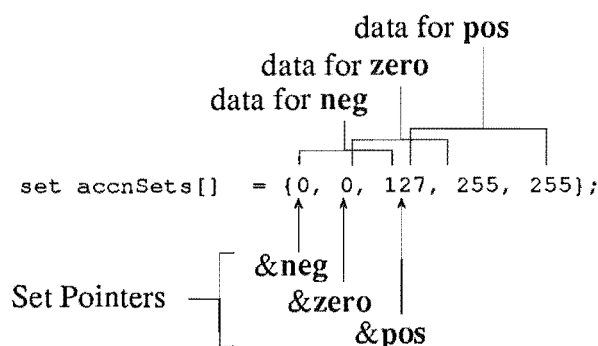 data for pos
data for zero
data for neg
set accnSets[] = {0, 0, 127, 255, 255};
&neg
Set Pointers
&zero
&pos